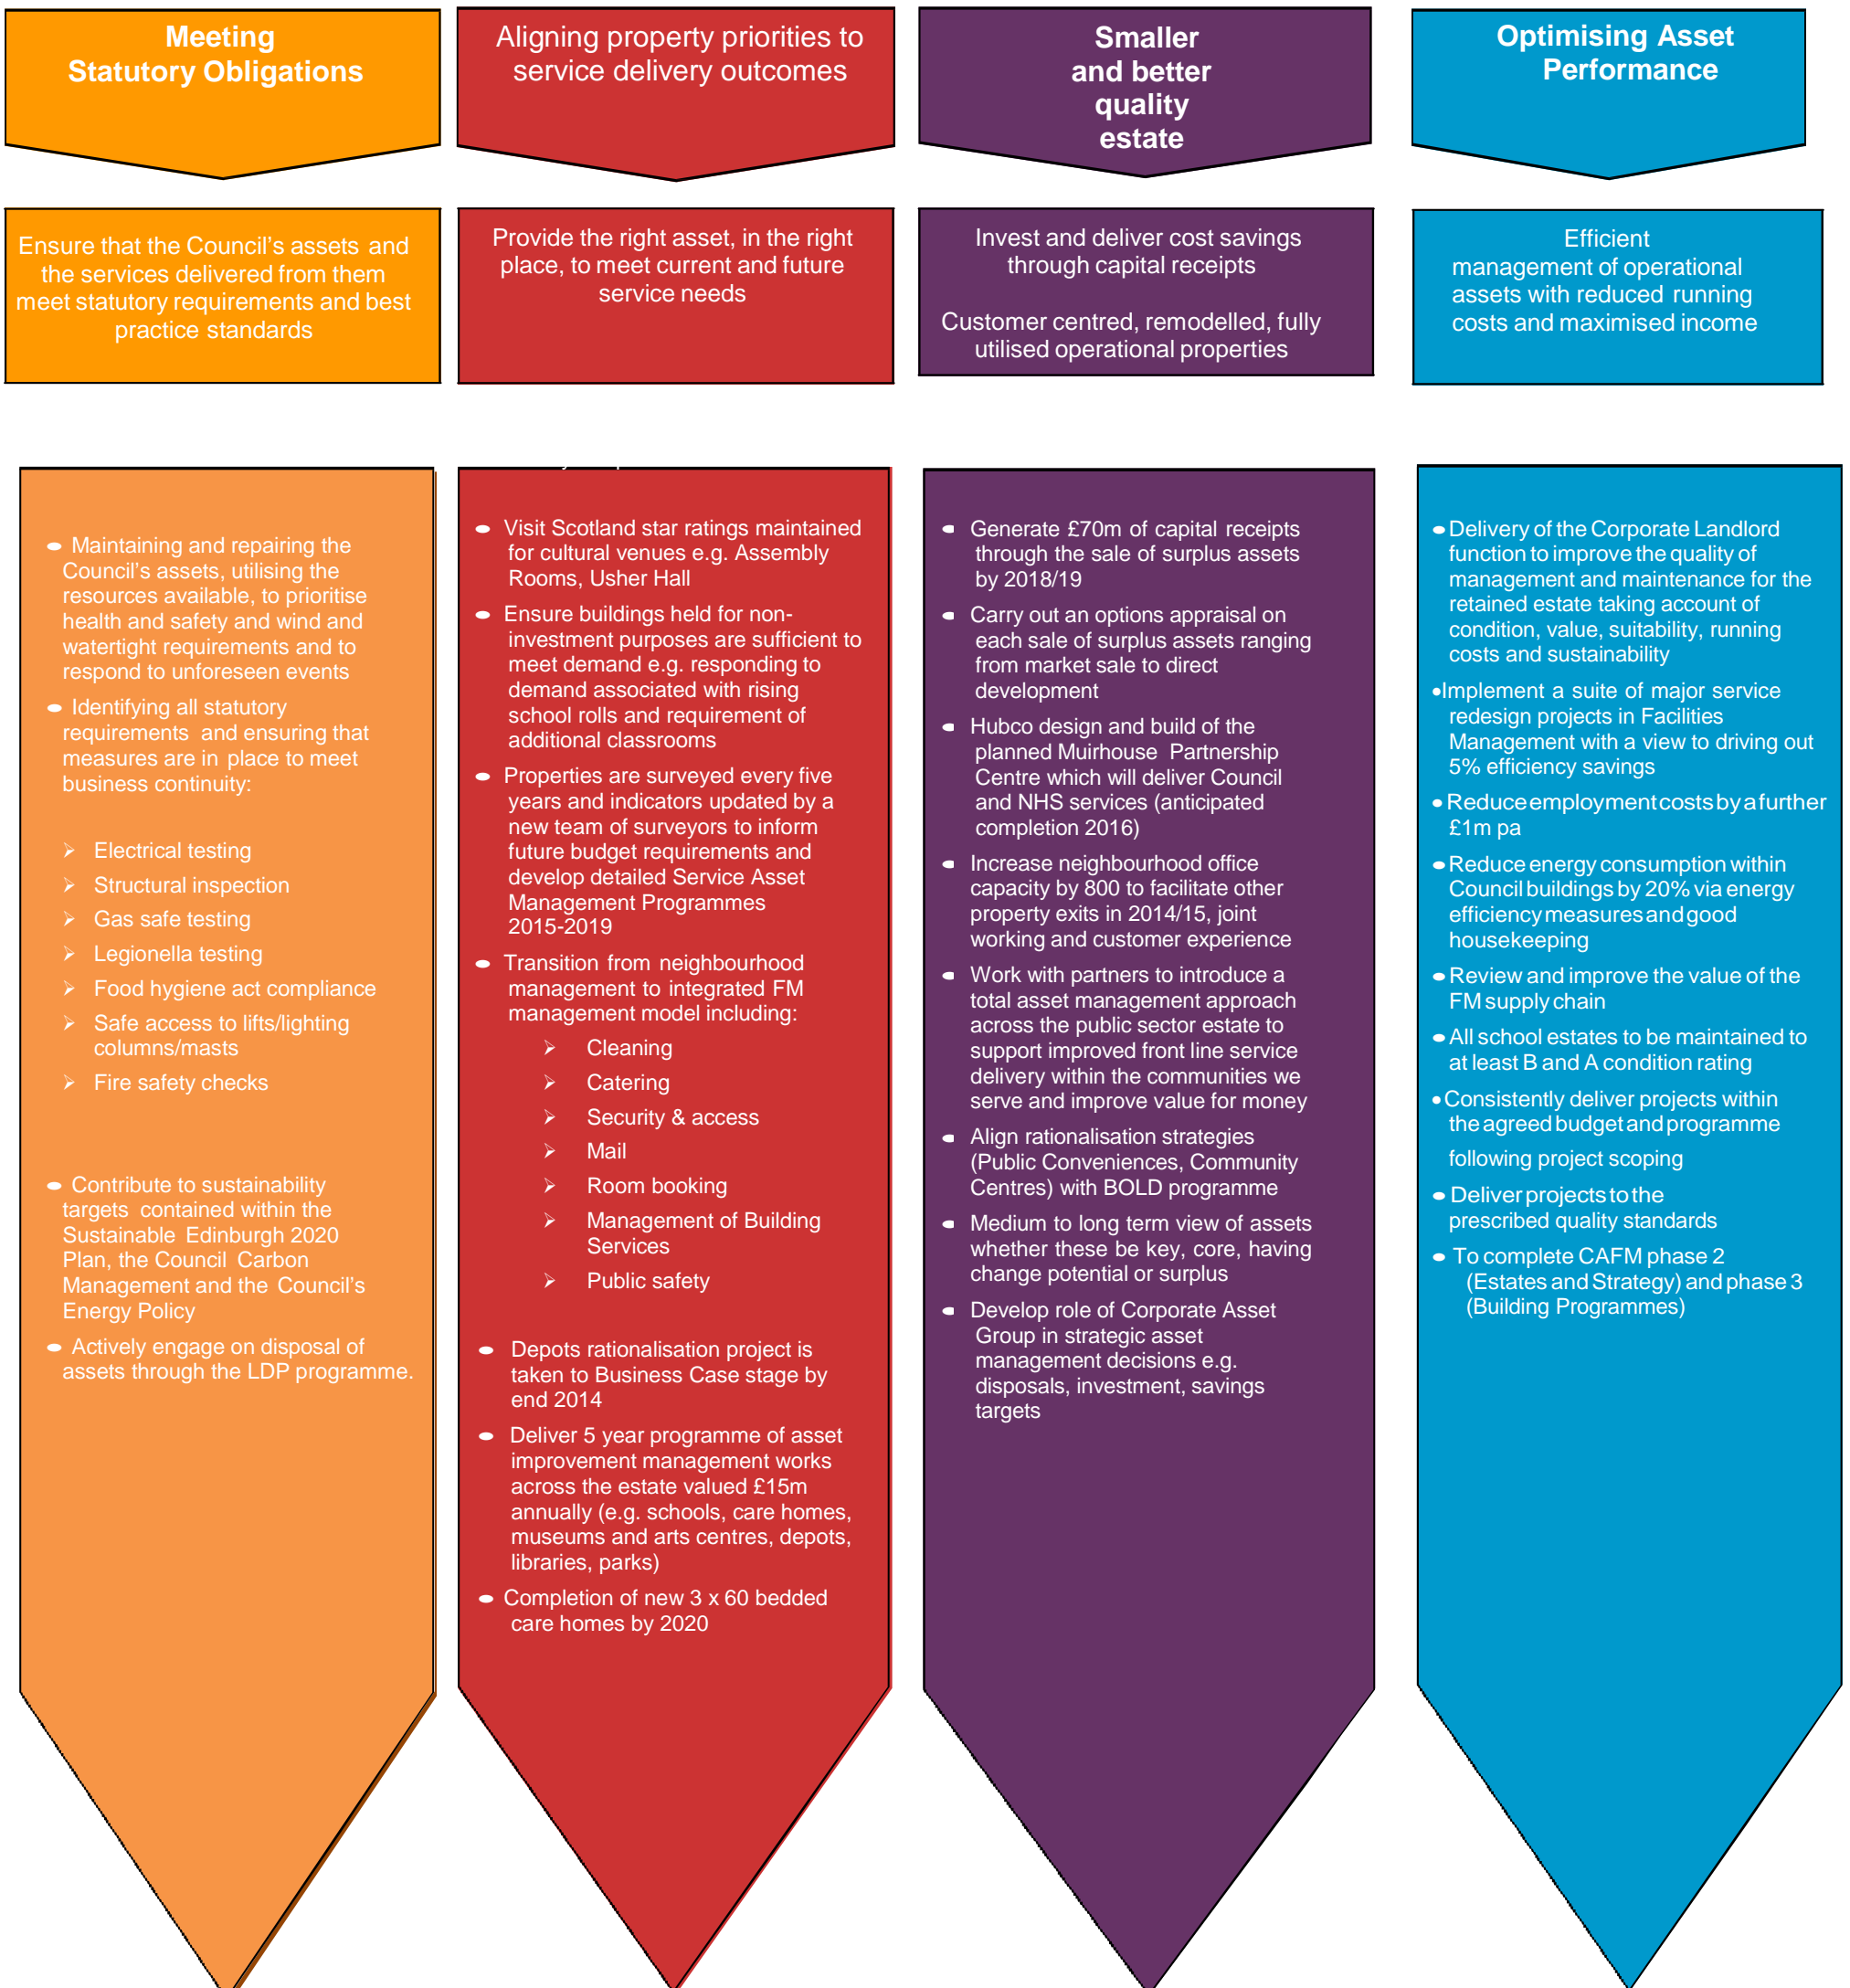 Meeting
Statutory Obligations
Ensure that the Council's assets and
the services delivered from them
meet statutory requirements and best
practice standards
• Maintaining and repairing the
Council's assets, utilising the
resources available, to prioritise
health and safety and wind and
watertight requirements and to
respond to unforeseen events
• Identifying all statutory
requirements and ensuring that
measures are in place to meet
business continuity:
➢ Electrical testing
➢ Structural inspection
➢ Gas safe testing
➢ Legionella testing
➢ Food hygiene act compliance
➢ Safe access to lifts/lighting
columns/masts
➢ Fire safety checks
• Contribute to sustainability
targets contained within the
Sustainable Edinburgh 2020
Plan, the Council Carbon
Management and the Council's
Energy Policy
• Actively engage on disposal of
assets through the LDP programme.
Aligning property priorities to
service delivery outcomes
Provide the right asset, in the right
place, to meet current and future
service needs
• Visit Scotland star ratings maintained
for cultural venues e.g. Assembly
Rooms, Usher Hall
• Ensure buildings held for non-
investment purposes are sufficient to
meet demand e.g. responding to
demand associated with rising
school rolls and requirement of
additional classrooms
• Properties are surveyed every five
years and indicators updated by a
new team of surveyors to inform
future budget requirements and
develop detailed Service Asset
Management Programmes
2015-2019
• Transition from neighbourhood
management to integrated FM
management model including:
➢ Cleaning
➢ Catering
➢ Security & access
➢ Mail
➢ Room booking
➢ Management of Building
Services
➢ Public safety
• Depots rationalisation project is
taken to Business Case stage by
end 2014
• Deliver 5 year programme of asset
improvement management works
across the estate valued £15m
annually (e.g. schools, care homes,
museums and arts centres, depots,
libraries, parks)
• Completion of new 3 x 60 bedded
care homes by 2020
Smaller
and better
quality
estate
Invest and deliver cost savings
through capital receipts
Customer centred, remodelled, fully
utilised operational properties
• Generate £70m of capital receipts
through the sale of surplus assets
by 2018/19
• Carry out an options appraisal on
each sale of surplus assets ranging
from market sale to direct
development
• Hubco design and build of the
planned Muirhouse Partnership
Centre which will deliver Council
and NHS services (anticipated
completion 2016)
• Increase neighbourhood office
capacity by 800 to facilitate other
property exits in 2014/15, joint
working and customer experience
• Work with partners to introduce a
total asset management approach
across the public sector estate to
support improved front line service
delivery within the communities we
serve and improve value for money
• Align rationalisation strategies
(Public Conveniences, Community
Centres) with BOLD programme
• Medium to long term view of assets
whether these be key, core, having
change potential or surplus
• Develop role of Corporate Asset
Group in strategic asset
management decisions e.g.
disposals, investment, savings
targets
Optimising Asset
Performance
Efficient
management of operational
assets with reduced running
costs and maximised income
• Delivery of the Corporate Landlord
function to improve the quality of
management and maintenance for the
retained estate taking account of
condition, value, suitability, running
costs and sustainability
• Implement a suite of major service
redesign projects in Facilities
Management with a view to driving out
5% efficiency savings
• Reduce employment costs by a further
£1m pa
• Reduce energy consumption within
Council buildings by 20% via energy
efficiency measures and good
housekeeping
• Review and improve the value of the
FM supply chain
• All school estates to be maintained to
at least B and A condition rating
• Consistently deliver projects within
the agreed budget and programme
following project scoping
• Deliver projects to the
prescribed quality standards
• To complete CAFM phase 2
(Estates and Strategy) and phase 3
(Building Programmes)